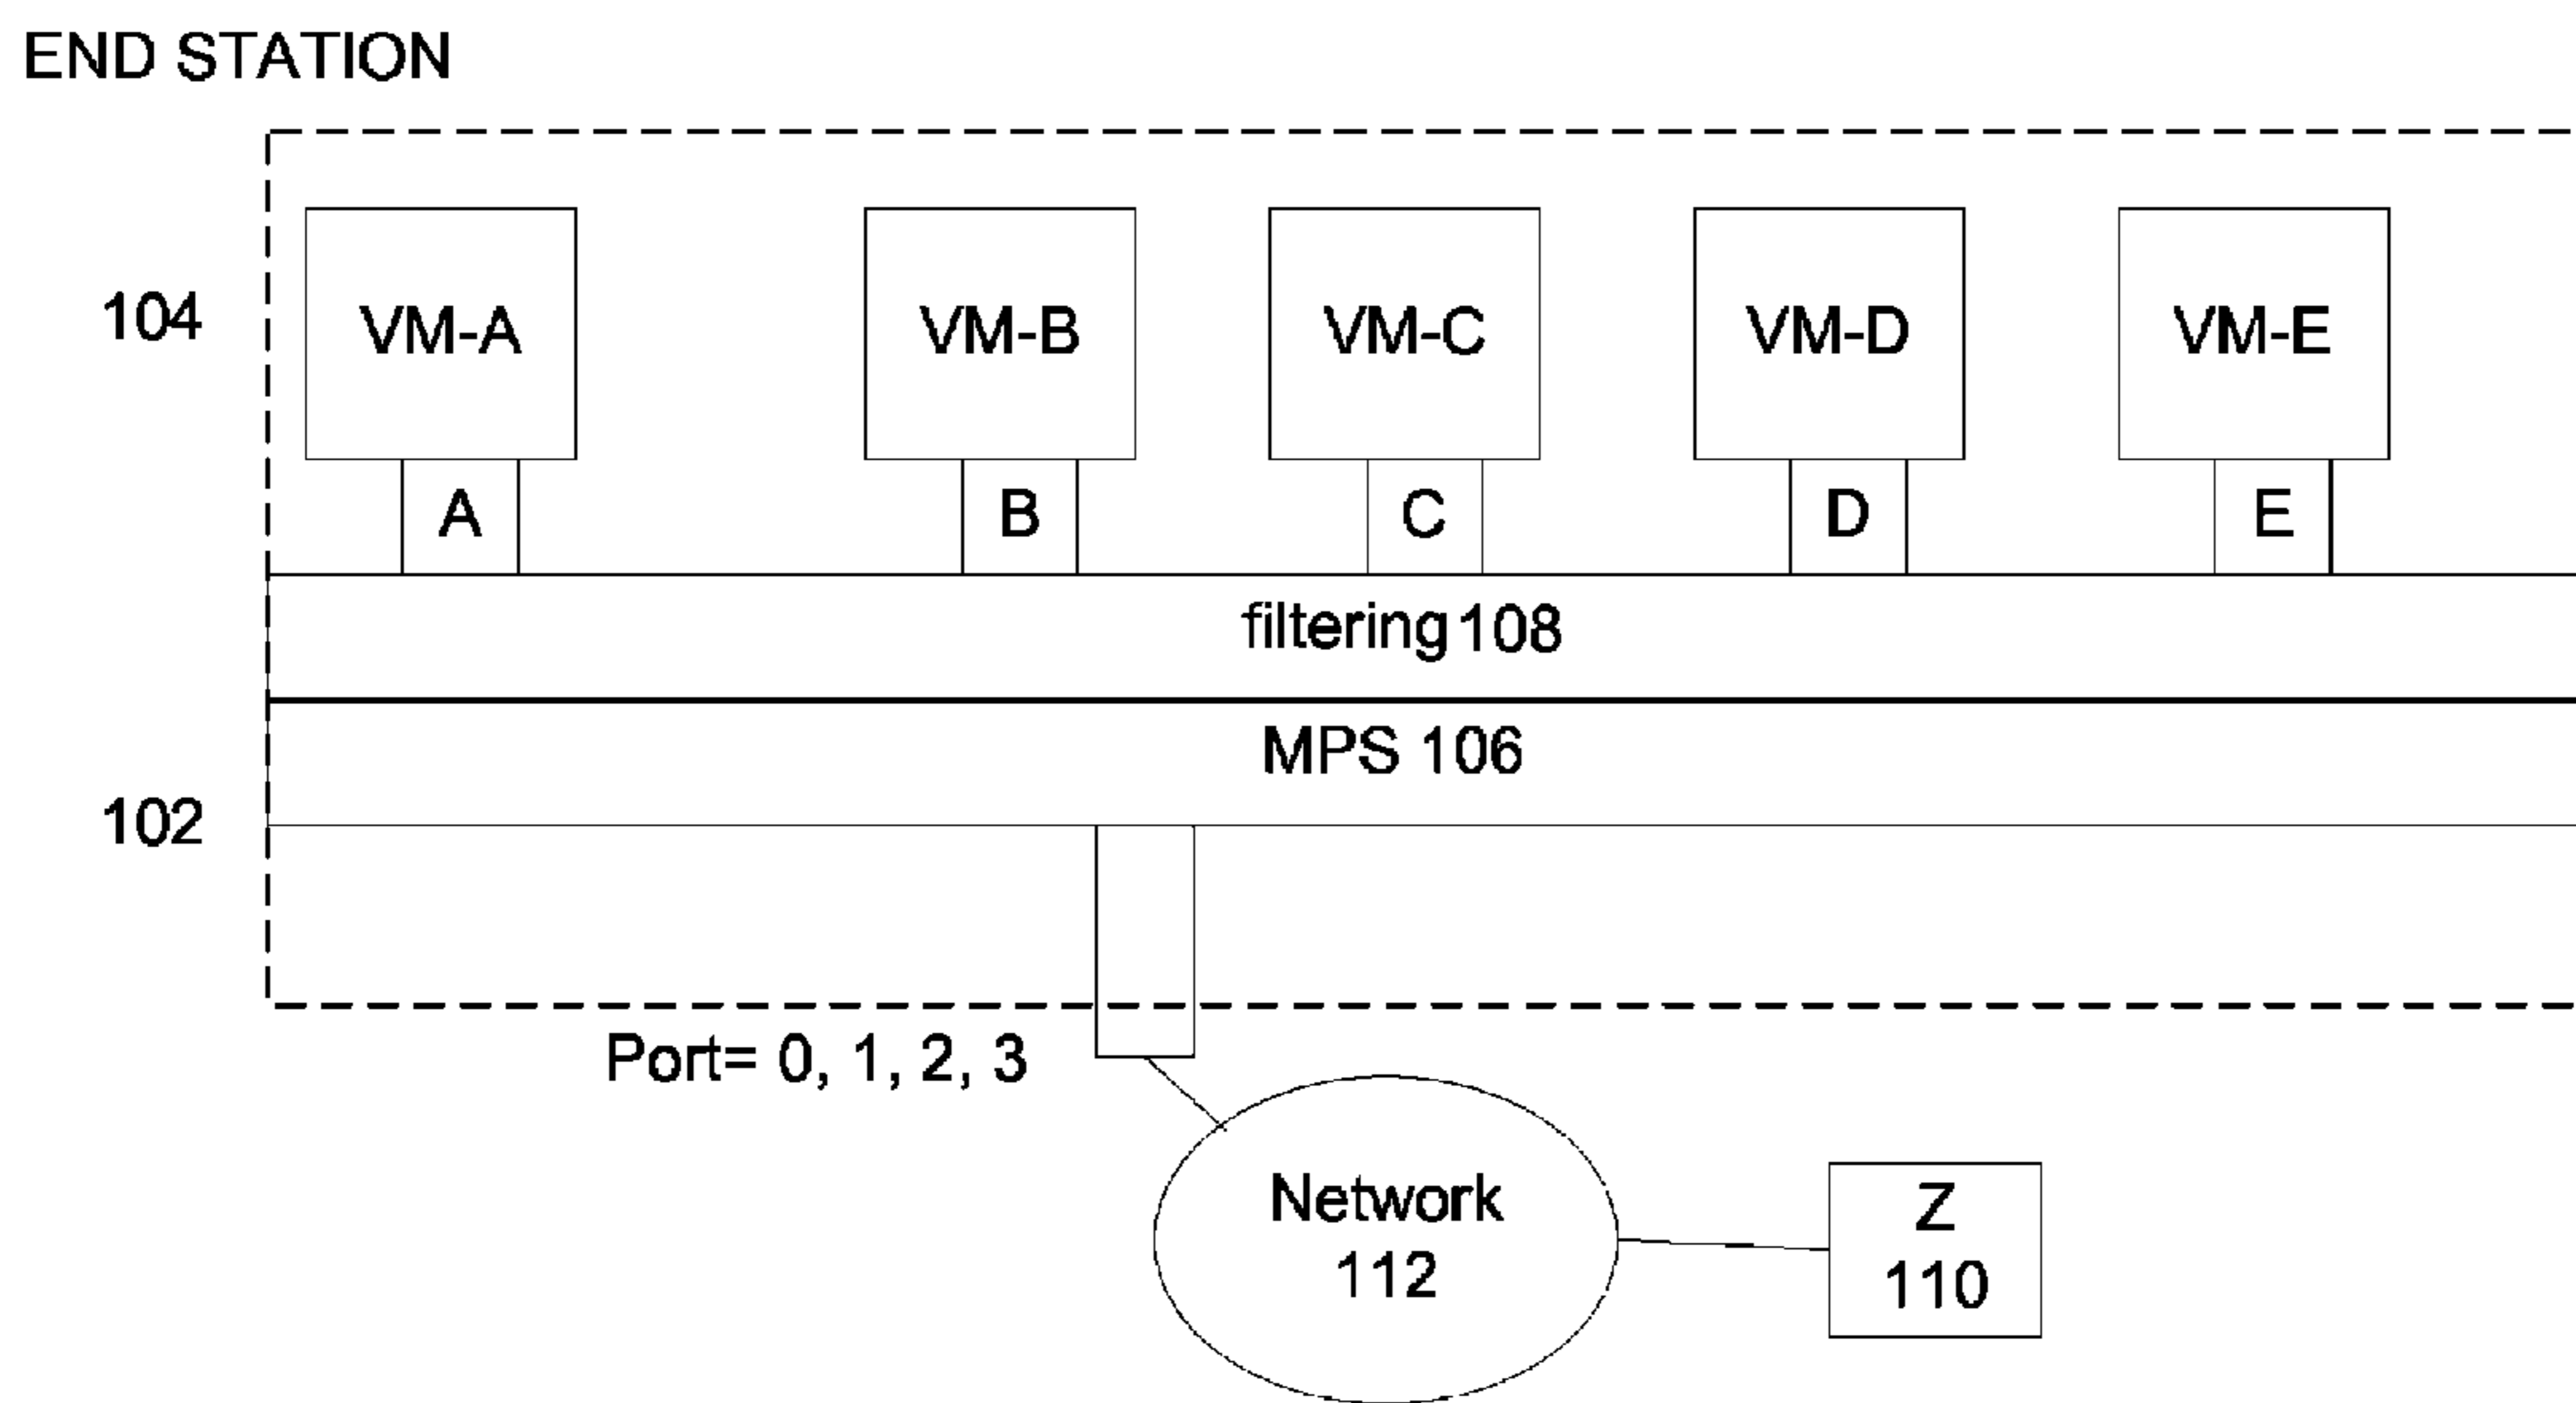 END STATION
104
VM-A
VM-B
VM-C
VM-D
VM-E
A
B
C
D
E
filtering 108
MPS 106
102
Port= 0, 1, 2, 3
Network
112
Z
110